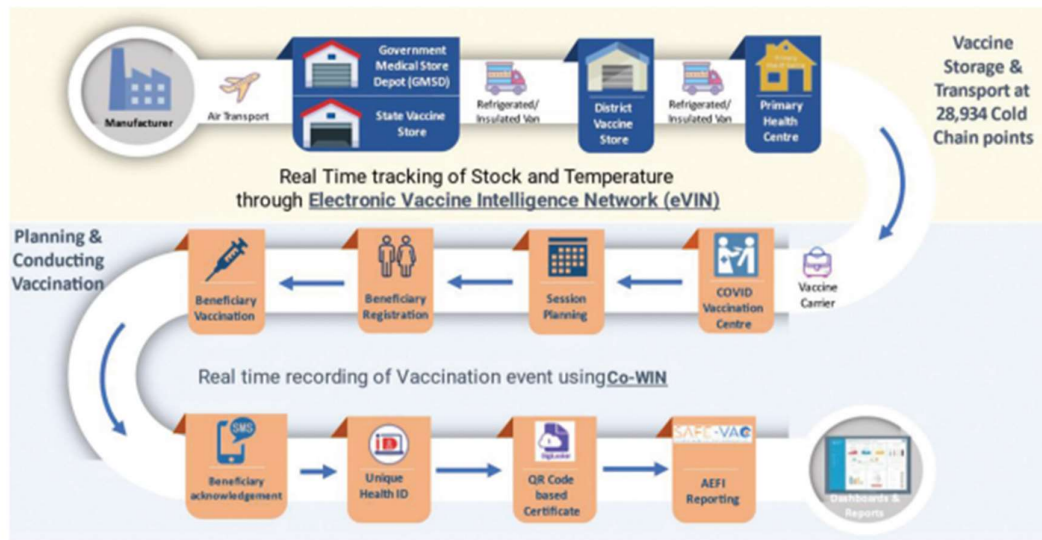 Manufacturer
Air Transport
Government
Medical Store
Depot (GMSD)
State Vaccine
Store
Refrigerated/
Insulated Van
District
Vaccine
Store
Refrigerated/
Insulated Van
Primary
Health
Centre
Vaccine
Storage &
Transport at
28,934 Cold
Chain points
Real Time tracking of Stock and Temperature
through Electronic Vaccine Intelligence Network (eVIN)
Planning &
Conducting
Vaccination
Beneficiary
Vaccination
Beneficiary
Registration
Session
Planning
COVID
Vaccination
Centre
Vaccine
Carrier
Real time recording of Vaccination event using Co-WIN
SMS
Beneficiary
acknowledgement
iD
Unique
Health ID
DigiLocker
QR Code
based
Certificate
SAFE-VAC
AEFI
Reporting
Dashboards &
Reports